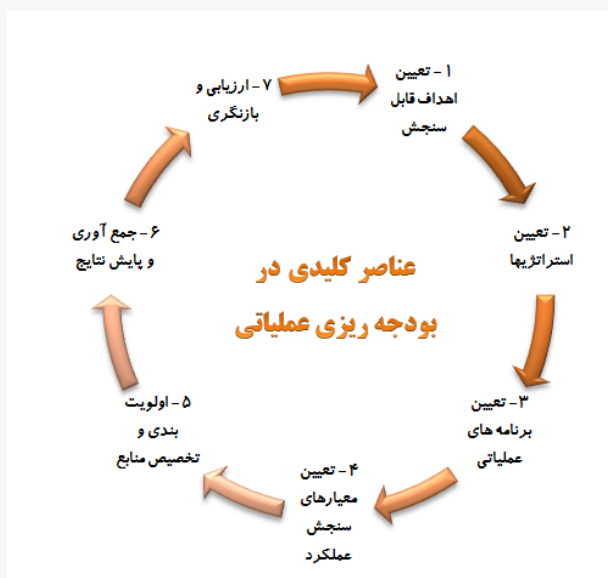 ۱- تعیین
اهداف قابل
سنجش
۲- تعیین
استراتژیها
۳- تعیین
برنامه های
عملیاتی
۴- تعیین
معیارهای
سنجش
عملکرد
۵- اولویت
بندی و
تخصیص منابع
۶- جمع آوری
و پایش نتایج
۷- ارزیابی و
بازنگری
عناصر کلیدی در
بودجه ریزی عملیاتی